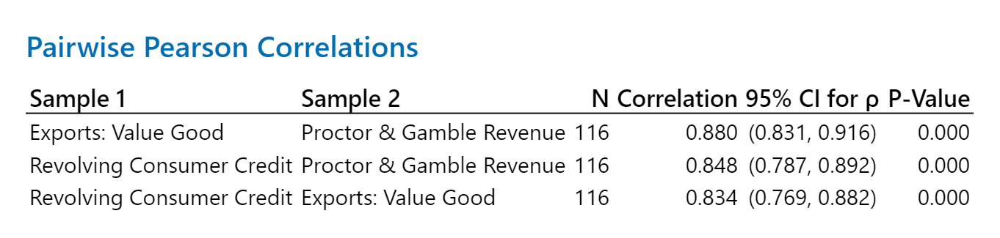 Pairwise Pearson Correlations
Sample 1 Sample 2 N Correlation 95% CI for ρ P-Value
Exports: Value Good Proctor & Gamble Revenue 116 0.880 (0.831, 0.916) 0.000
Revolving Consumer Credit Proctor & Gamble Revenue 116 0.848 (0.787, 0.892) 0.000
Revolving Consumer Credit Exports: Value Good 116 0.834 (0.769, 0.882) 0.000